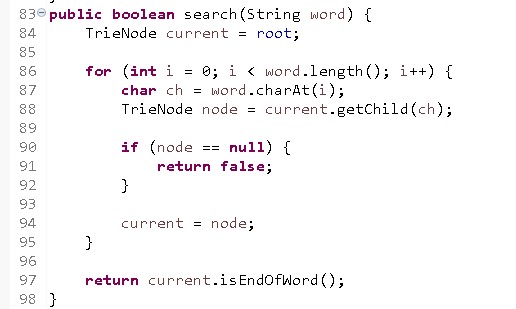 83 public boolean search(String word) {
84     TrieNode current = root;
85
86     for (int i = 0; i < word.length(); i++) {
87         char ch = word.charAt(i);
88         TrieNode node = current.getChild(ch);
89
90         if (node == null) {
91             return false;
92         }
93
94         current = node;
95     }
96
97     return current.isEndOfWord();
98 }